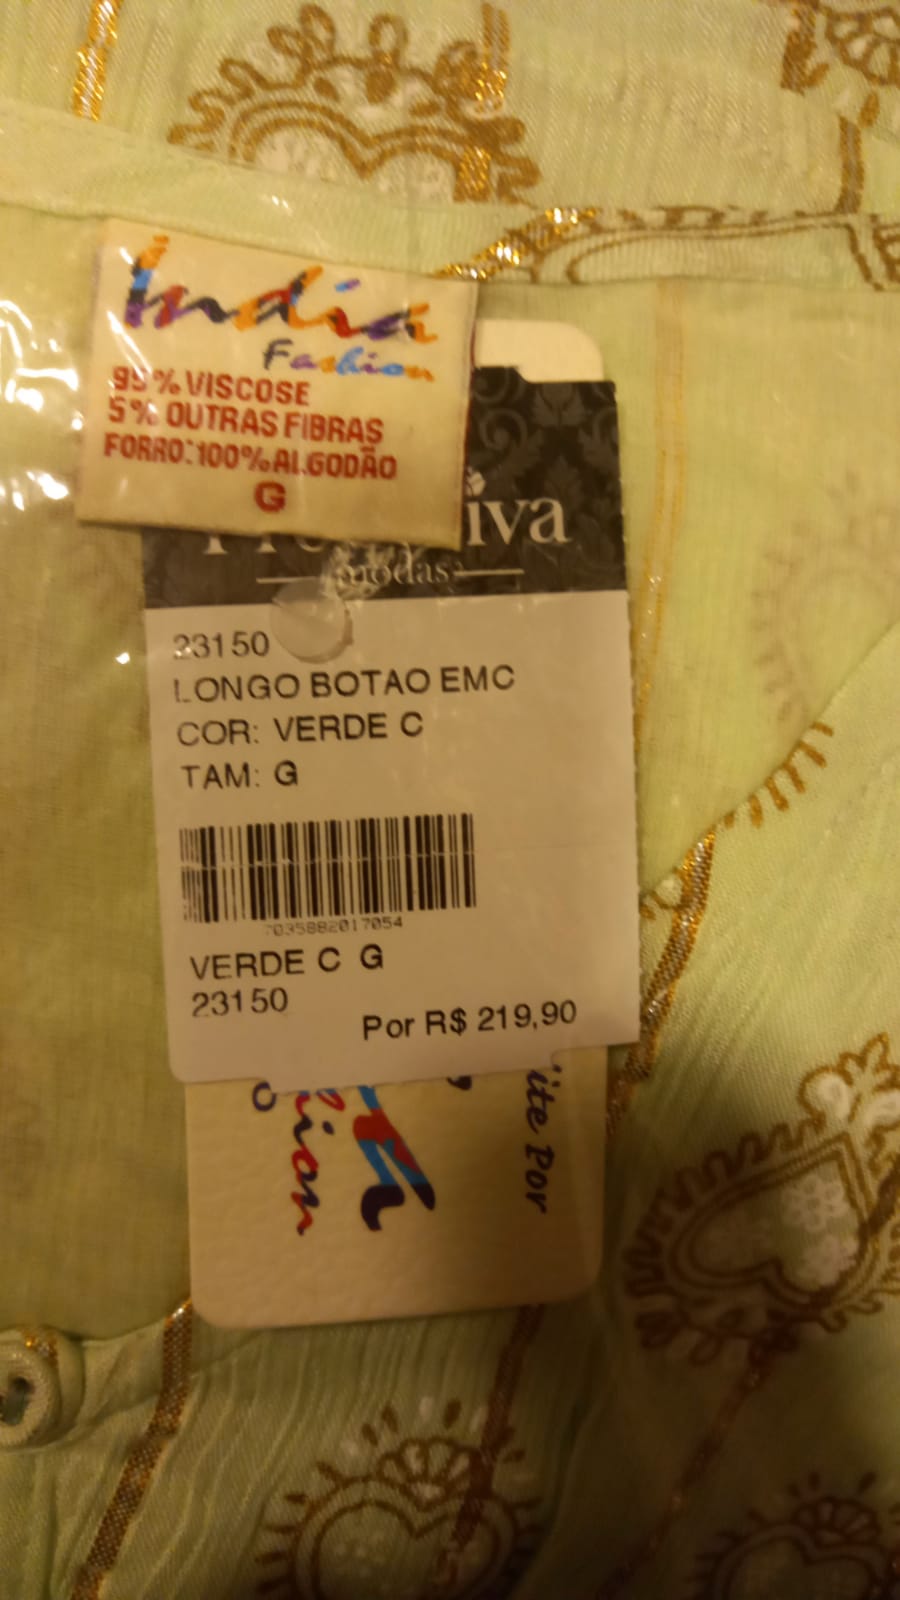 India
Fashion
95% VISCOSE
5% OUTRAS FIBRAS
FORRO:100%ALGODÃO
G
modas
23150
LONGO BOTAO EMC
COR: VERDE C
TAM: G
7035882017054
VERDE C G
23150
Por R$ 219,90
Por